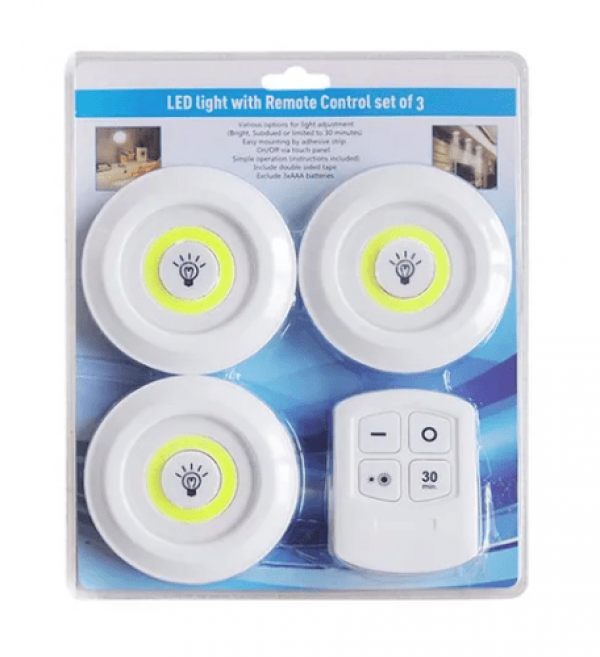 LED light with Remote Control set of 3
Various options for light adjustment
(Bright, Subdued or limited to 30 minutes)
Easy mounting by adhesive strip
On/Off via touch panel
Simple operation (instructions included)
Include double sided tape
Exclude 3xAAA batteries
30
min.